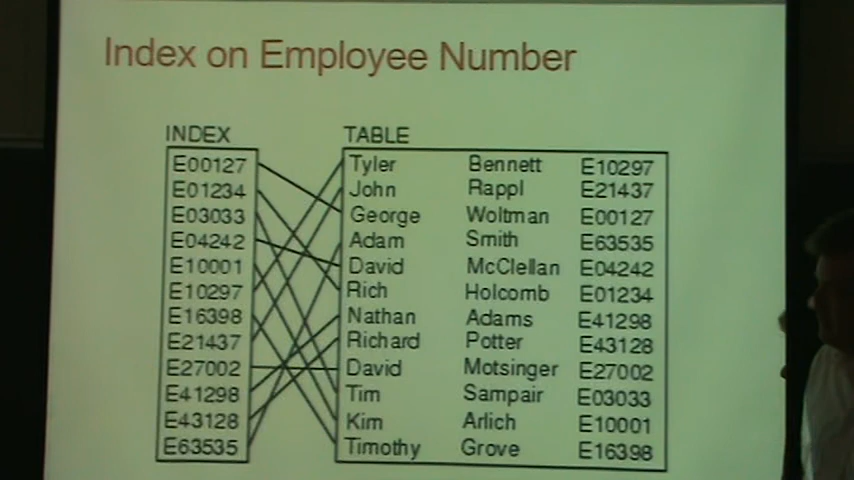 Index on Employee Number
INDEX TABLE
E00127 Tyler Bennett E10297
E01234 John Rappl E21437
E03033 George Woltman E00127
E04242 Adam Smith E63535
E10001 David McClellan E04242
E10297 Rich Holcomb E01234
E16398 Nathan Adams E41298
E21437 Richard Potter E43128
E27002 David Motsinger E27002
E41298 Tim Sampair E03033
E43128 Kim Arlich E10001
E63535 Timothy Grove E16398